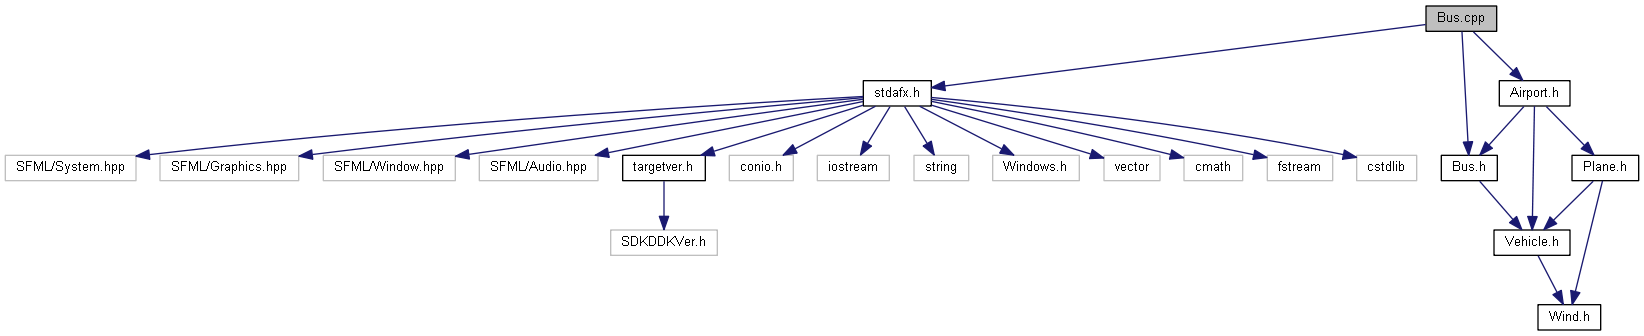 Bus.cpp
stdafx.h
Airport.h
SFML/System.hpp
SFML/Graphics.hpp
SFML/Window.hpp
SFML/Audio.hpp
targetver.h
conio.h
iostream
string
Windows.h
vector
cmath
fstream
cstdlib
Bus.h
Plane.h
SDKDDKVer.h
Vehicle.h
Wind.h